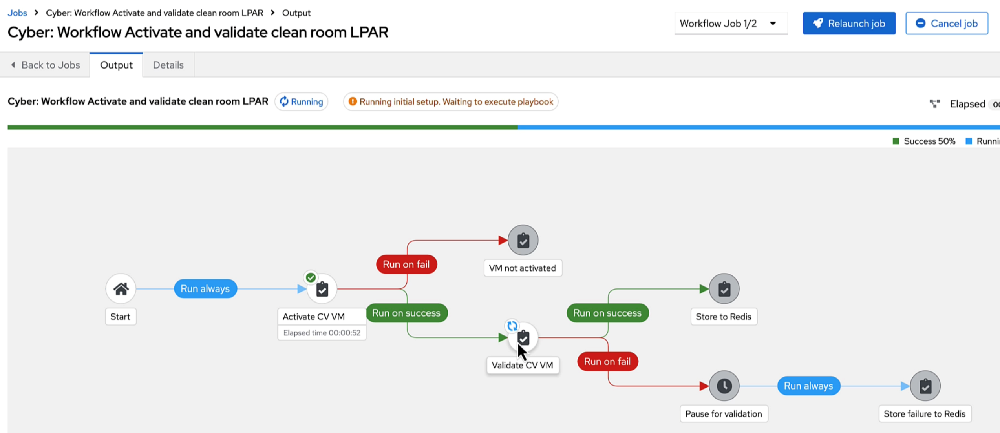 Jobs > Cyber: Workflow Activate and validate clean room LPAR > Output
Cyber: Workflow Activate and validate clean room LPAR
Workflow Job 1/2
Relaunch job
Cancel job
Back to Jobs
Output
Details
Cyber: Workflow Activate and validate clean room LPAR
Running
Running initial setup. Waiting to execute playbook
Elapsed
Success 50%
VM not activated
Run on fail
Run always
Start
Activate CV VM
Elapsed time 00:00:52
Run on success
Validate CV VM
Run on success
Store to Redis
Run on fail
Pause for validation
Run always
Store failure to Redis